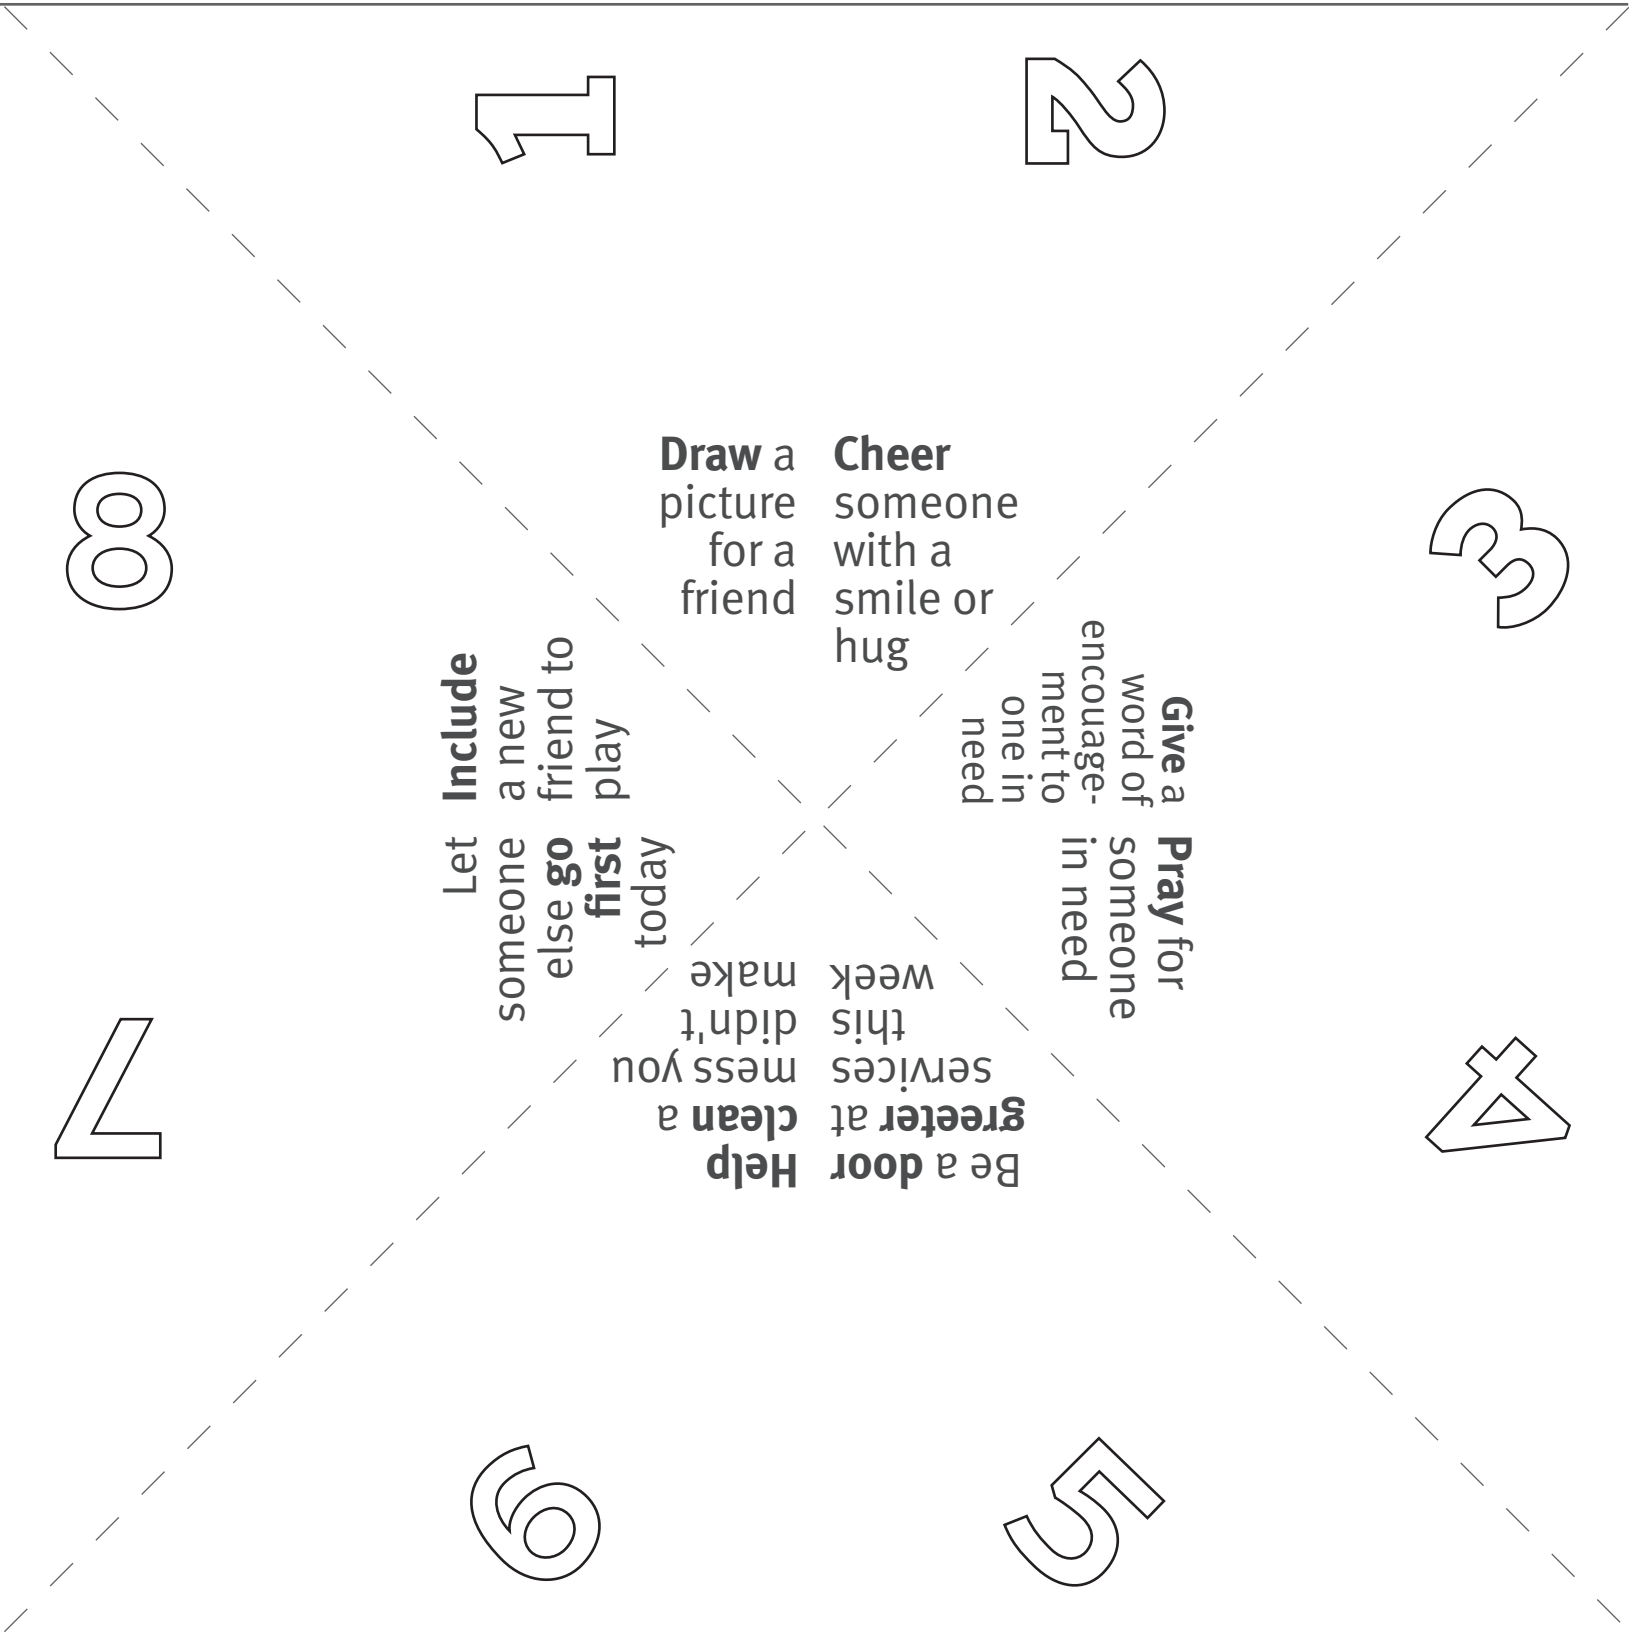 1
2
3
4
5
6
7
8
Draw a
picture
for a
friend
Cheer
someone
with a
smile or
hug
Give a
word of
encouage-
ment to
one in
need
Pray for
someone
in need
Be a door
greeter at
services
this
week
Help
clean a
mess you
didn't
make
Let
someone
else go
first
today
Include
a new
friend to
play